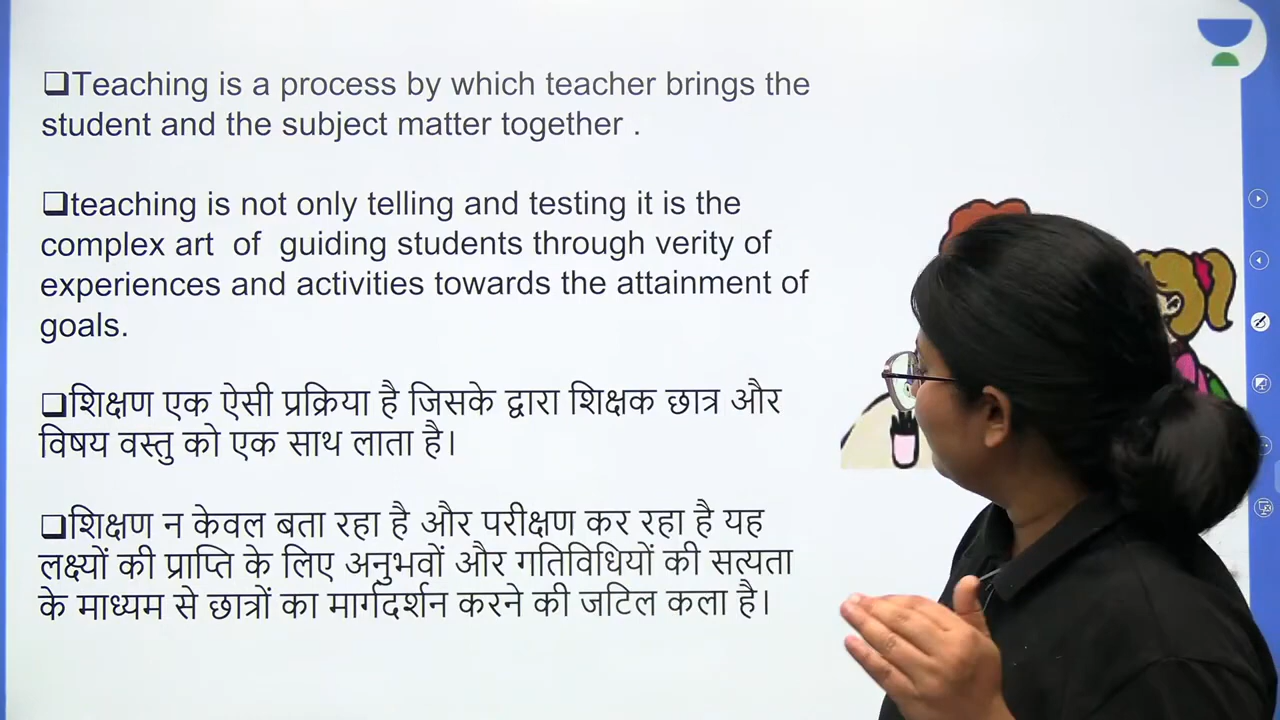 ❑Teaching is a process by which teacher brings the
student and the subject matter together .
❑teaching is not only telling and testing it is the
complex art of guiding students through verity of
experiences and activities towards the attainment of
goals.
❑शिक्षण एक ऐसी प्रक्रिया है जिसके द्वारा शिक्षक छात्र और
विषय वस्तु को एक साथ लाता है।
❑शिक्षण न केवल बता रहा है और परीक्षण कर रहा है यह
लक्ष्यों की प्राप्ति के लिए अनुभवों और गतिविधियों की सत्यता
के माध्यम से छात्रों का मार्गदर्शन करने की जटिल कला है।